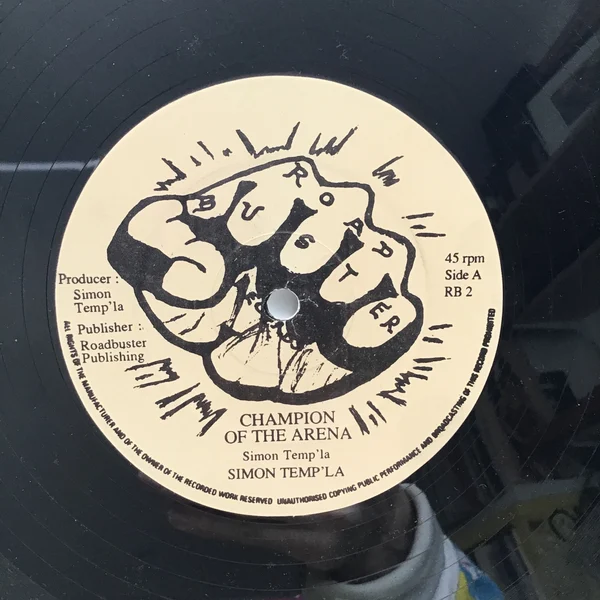 ROAD
BUSTER
45 rpm
Side A
RB 2
Producer :
Simon
Temp'la
Publisher :
Roadbuster
Publishing
CHAMPION
OF THE ARENA
Simon Temp'la
SIMON TEMP'LA
ALL RIGHTS OF THE MANUFACTURER AND OF THE OWNER OF THE RECORDED WORK RESERVED UNAUTHORISED COPYING PUBLIC PERFORMANCE AND BROADCASTING OF THIS RECORD PROHIBITED